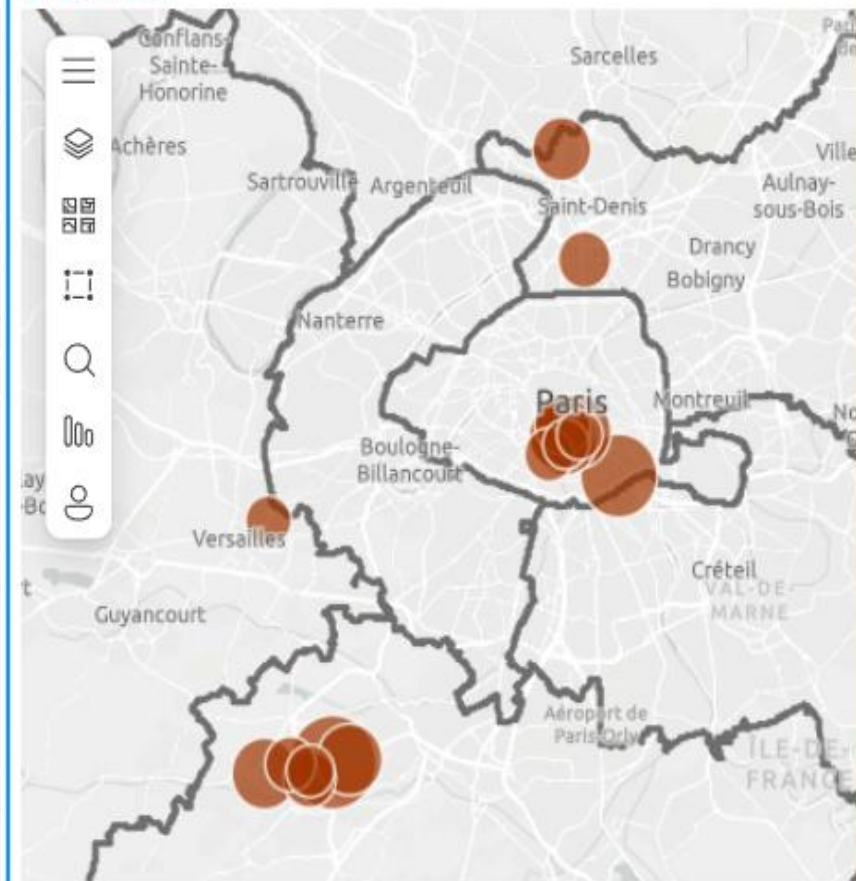 Conflans-
Sainte-
Honorine
Sarcelles
Achères
Sartrouville
Argenteuil
Aulnay-
sous-Bois
Saint-Denis
Drancy
Bobigny
Nanterre
Paris
Montreuil
Boulogne-
Billancourt
Versailles
Créteil
VAL-DE-
MARNE
Guyancourt
Aéroport de
Paris-Orly
ÎLE-DE-
FRANCE